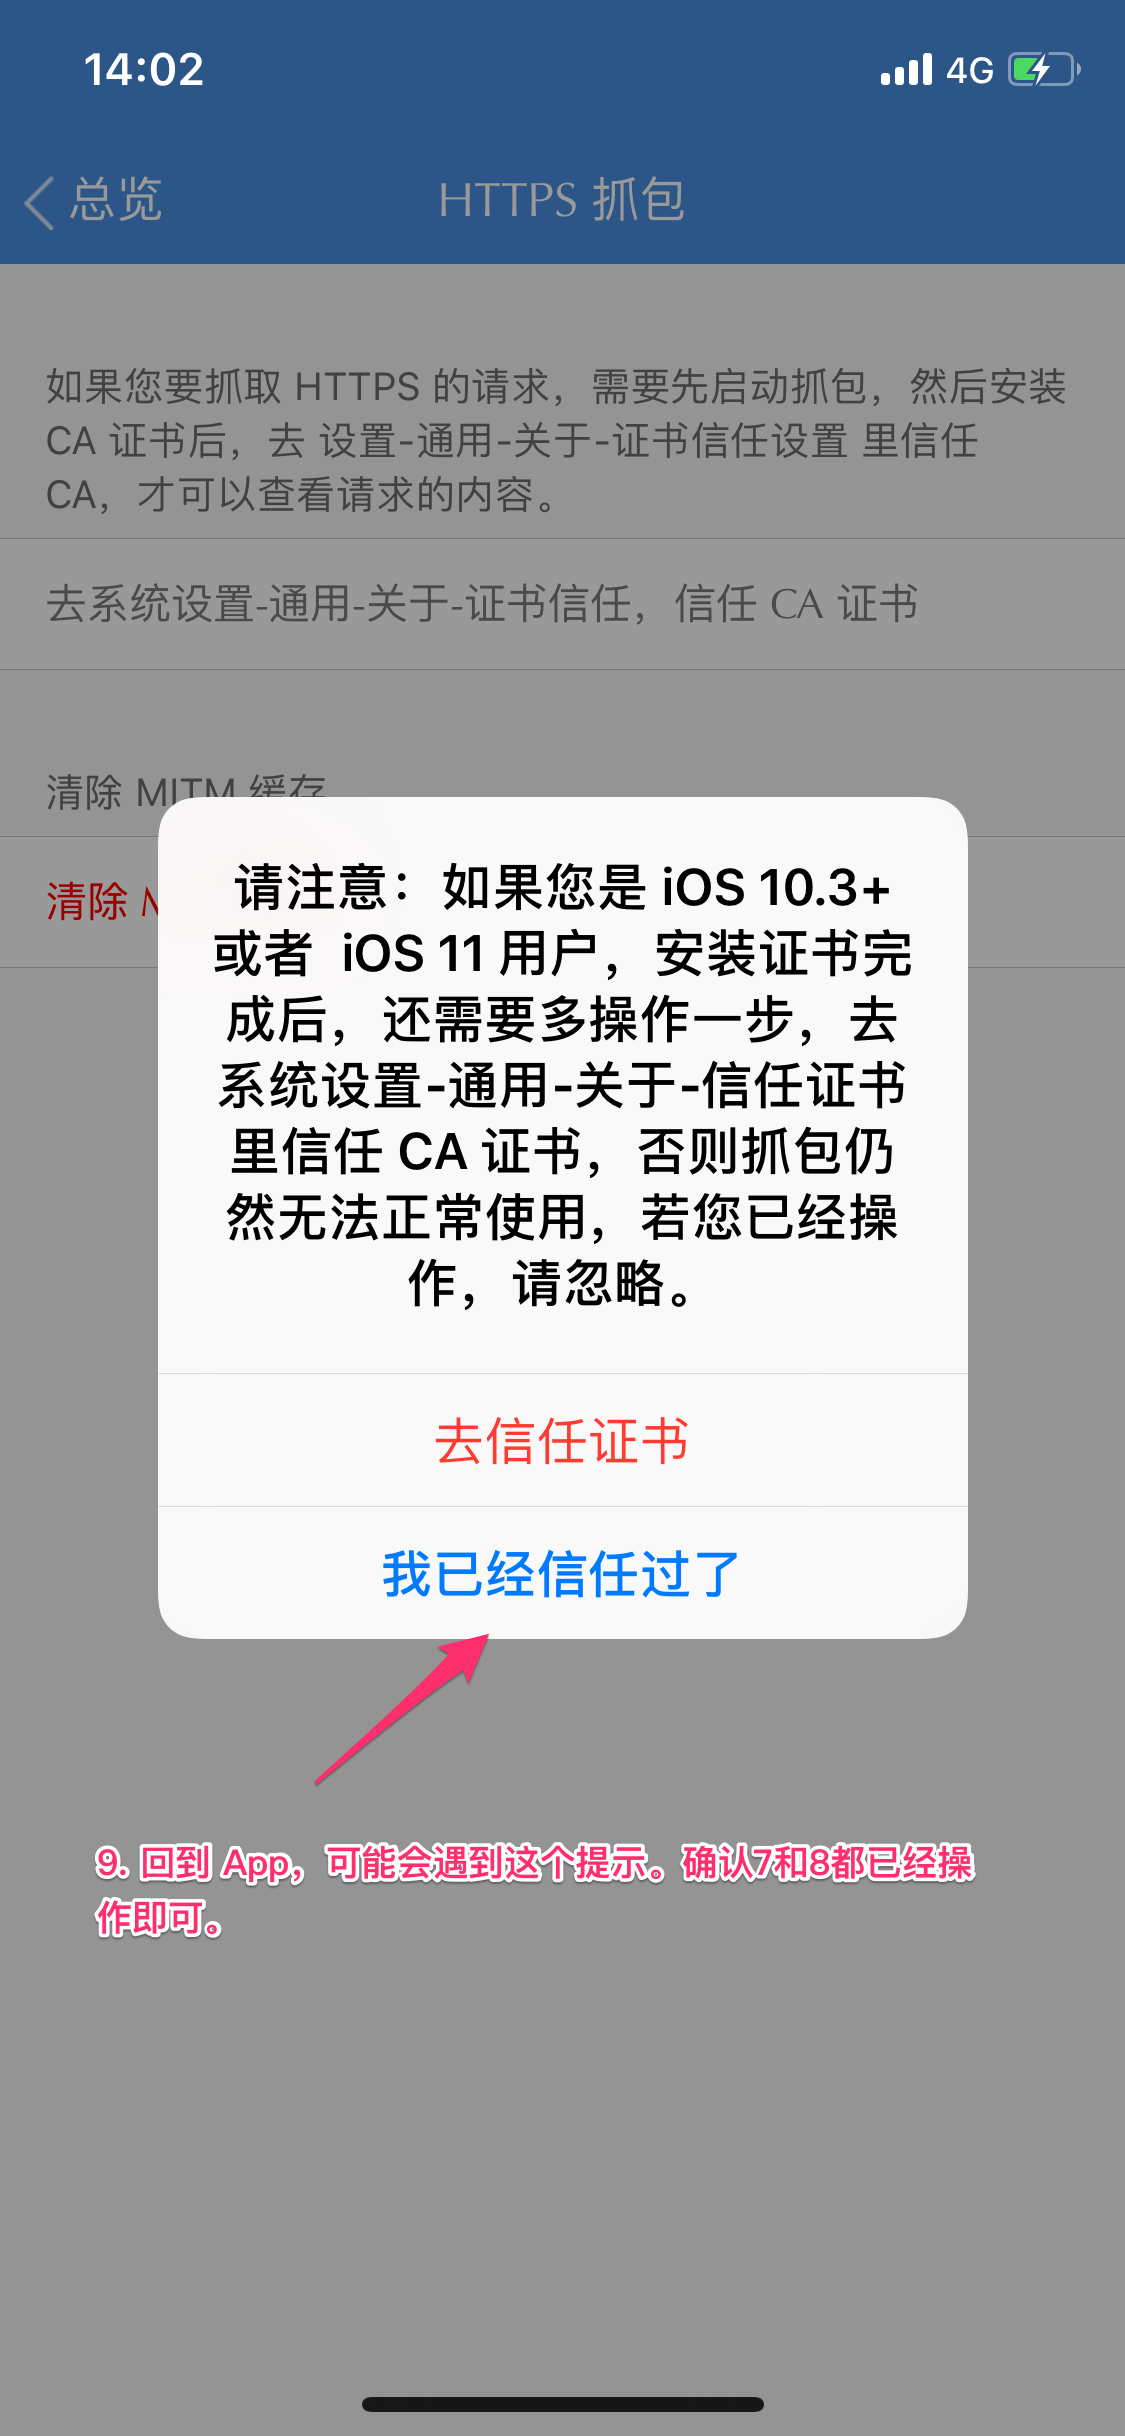 14:02
4G
总览
HTTPS 抓包
如果您要抓取 HTTPS 的请求，需要先启动抓包，然后安装
CA 证书后，去 设置-通用-关于-证书信任设置 里信任
CA，才可以查看请求的内容。
去系统设置-通用-关于-证书信任，信任 CA 证书
清除 MITM 缓存
清除
请注意：如果您是 iOS 10.3+
或者 iOS 11 用户，安装证书完
成后，还需要多操作一步，去
系统设置-通用-关于-信任证书
里信任 CA 证书，否则抓包仍
然无法正常使用，若您已经操
作，请忽略。
去信任证书
我已经信任过了
9. 回到 App，可能会遇到这个提示。确认7和8都已经操
作即可。